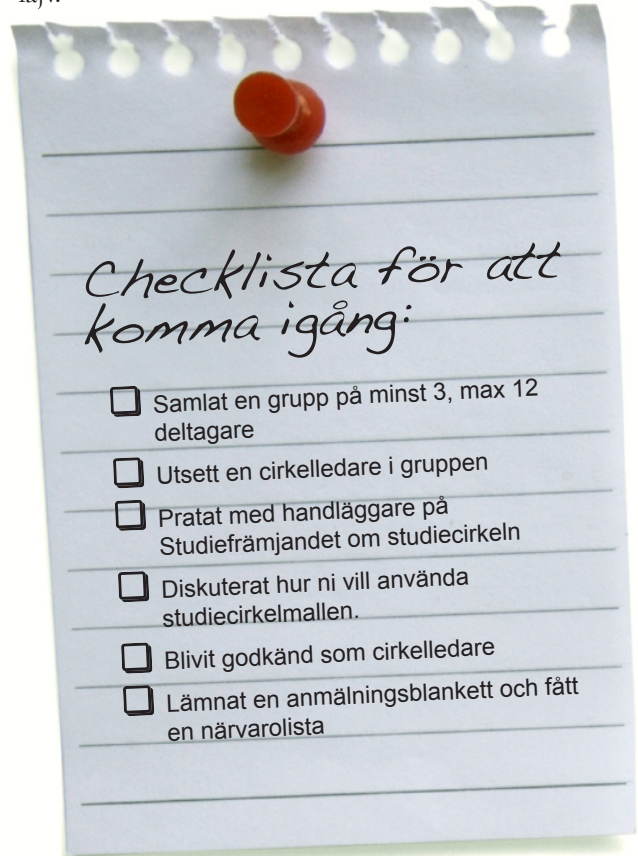 Checklista för att
komma igång:
Samlat en grupp på minst 3, max 12
deltagare
Utsett en cirkelledare i gruppen
Pratat med handläggare på
Studiefrämjandet om studiecirkeln
Diskuterat hur ni vill använda
studiecirkelmallen.
Blivit godkänd som cirkelledare
Lämnat en anmälningsblankett och fått
en närvarolista